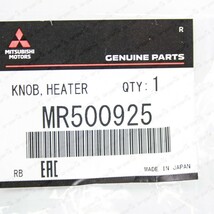 R
MITSUBISHI
MOTORS
GENUINE PARTS
KNOB, HEATER QTY: 1
MR500925
RB EAC
MADE IN JAPAN